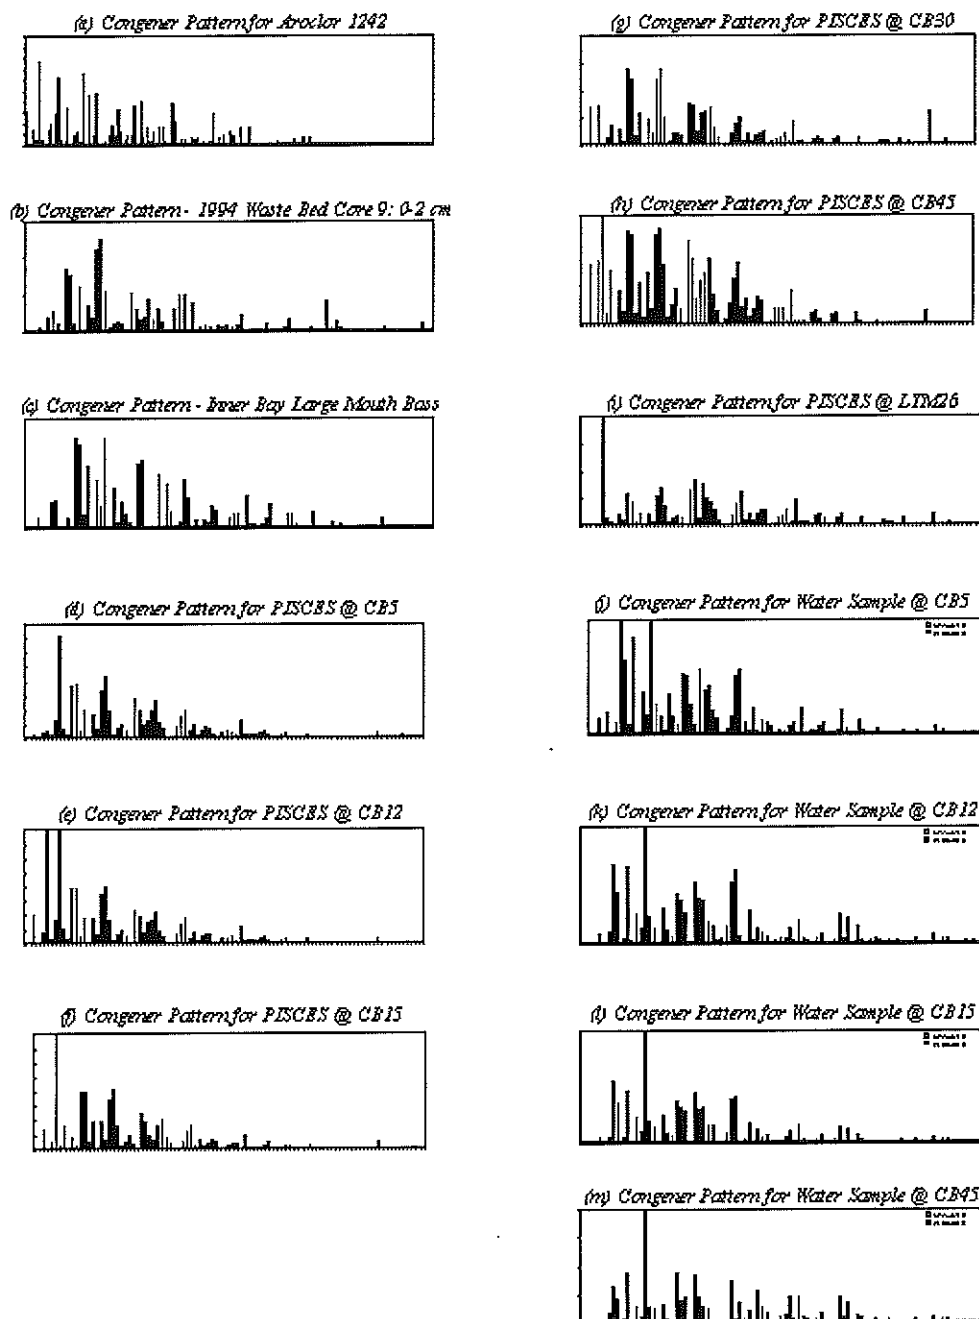 (a) Congener Pattern for Aroclor 1242
(b) Congener Pattern - 1994 Waste Bed Core 9: 0-2 cm
(c) Congener Pattern - Inner Bay Large Mouth Bass
(d) Congener Pattern for PISCES @ CB5
(e) Congener Pattern for PISCES @ CB12
(f) Congener Pattern for PISCES @ CB15
(g) Congener Pattern for PISCES @ CB30
(h) Congener Pattern for PISCES @ CB45
(i) Congener Pattern for PISCES @ LTM26
(j) Congener Pattern for Water Sample @ CB5
(k) Congener Pattern for Water Sample @ CB12
(l) Congener Pattern for Water Sample @ CB15
(m) Congener Pattern for Water Sample @ CB45